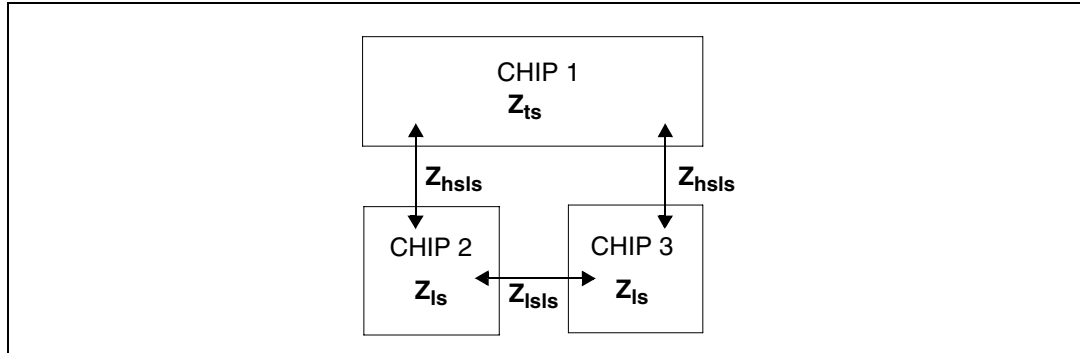 CHIP 1
Zts
Zhsls Zhsls
CHIP 2 CHIP 3
Zls Zlsls Zls